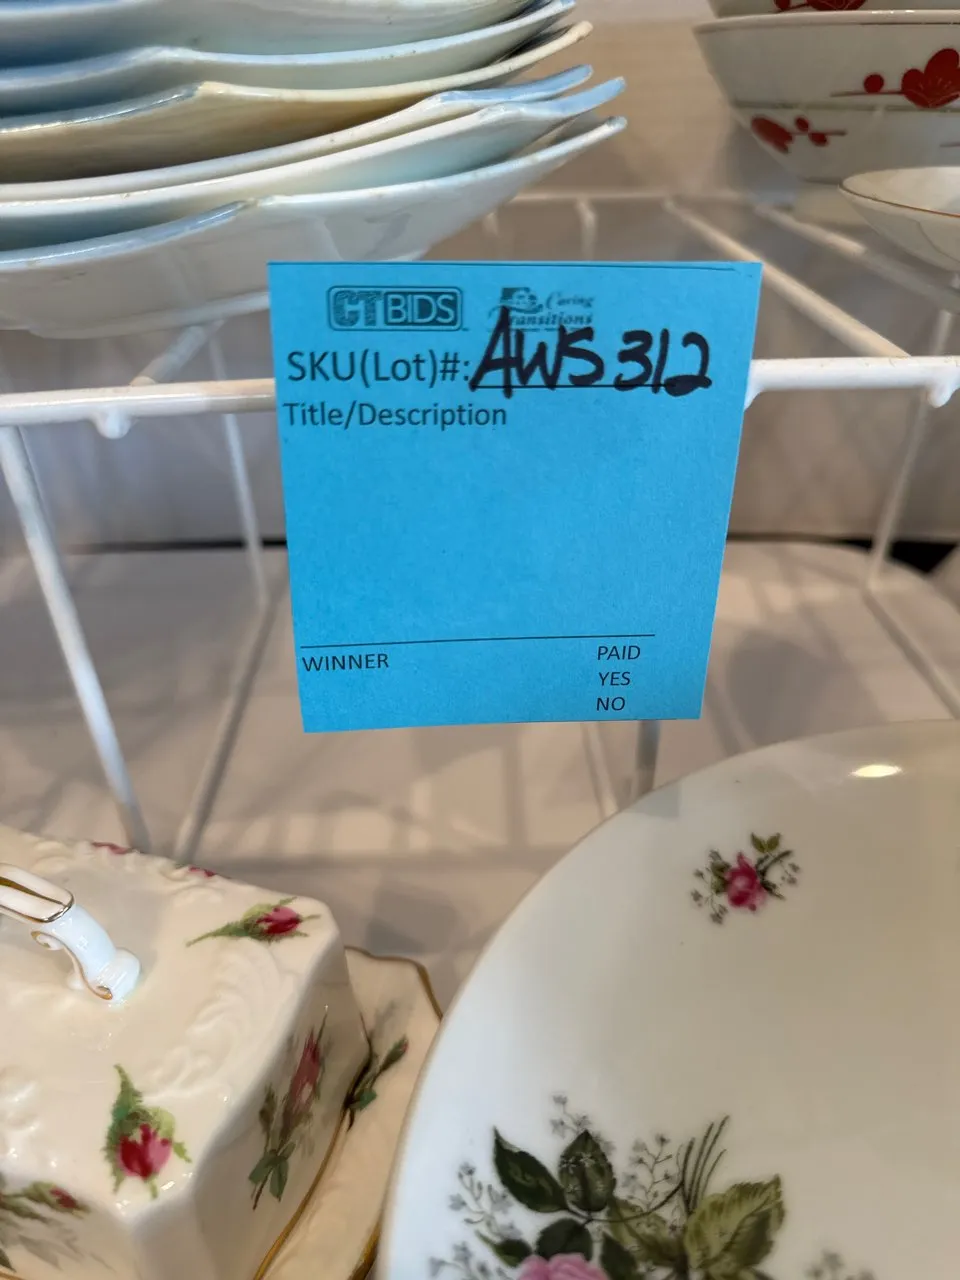 CTBIDS
Caring
Transitions
SKU(Lot)#: AWS 312
Title/Description
WINNER
PAID
YES
NO